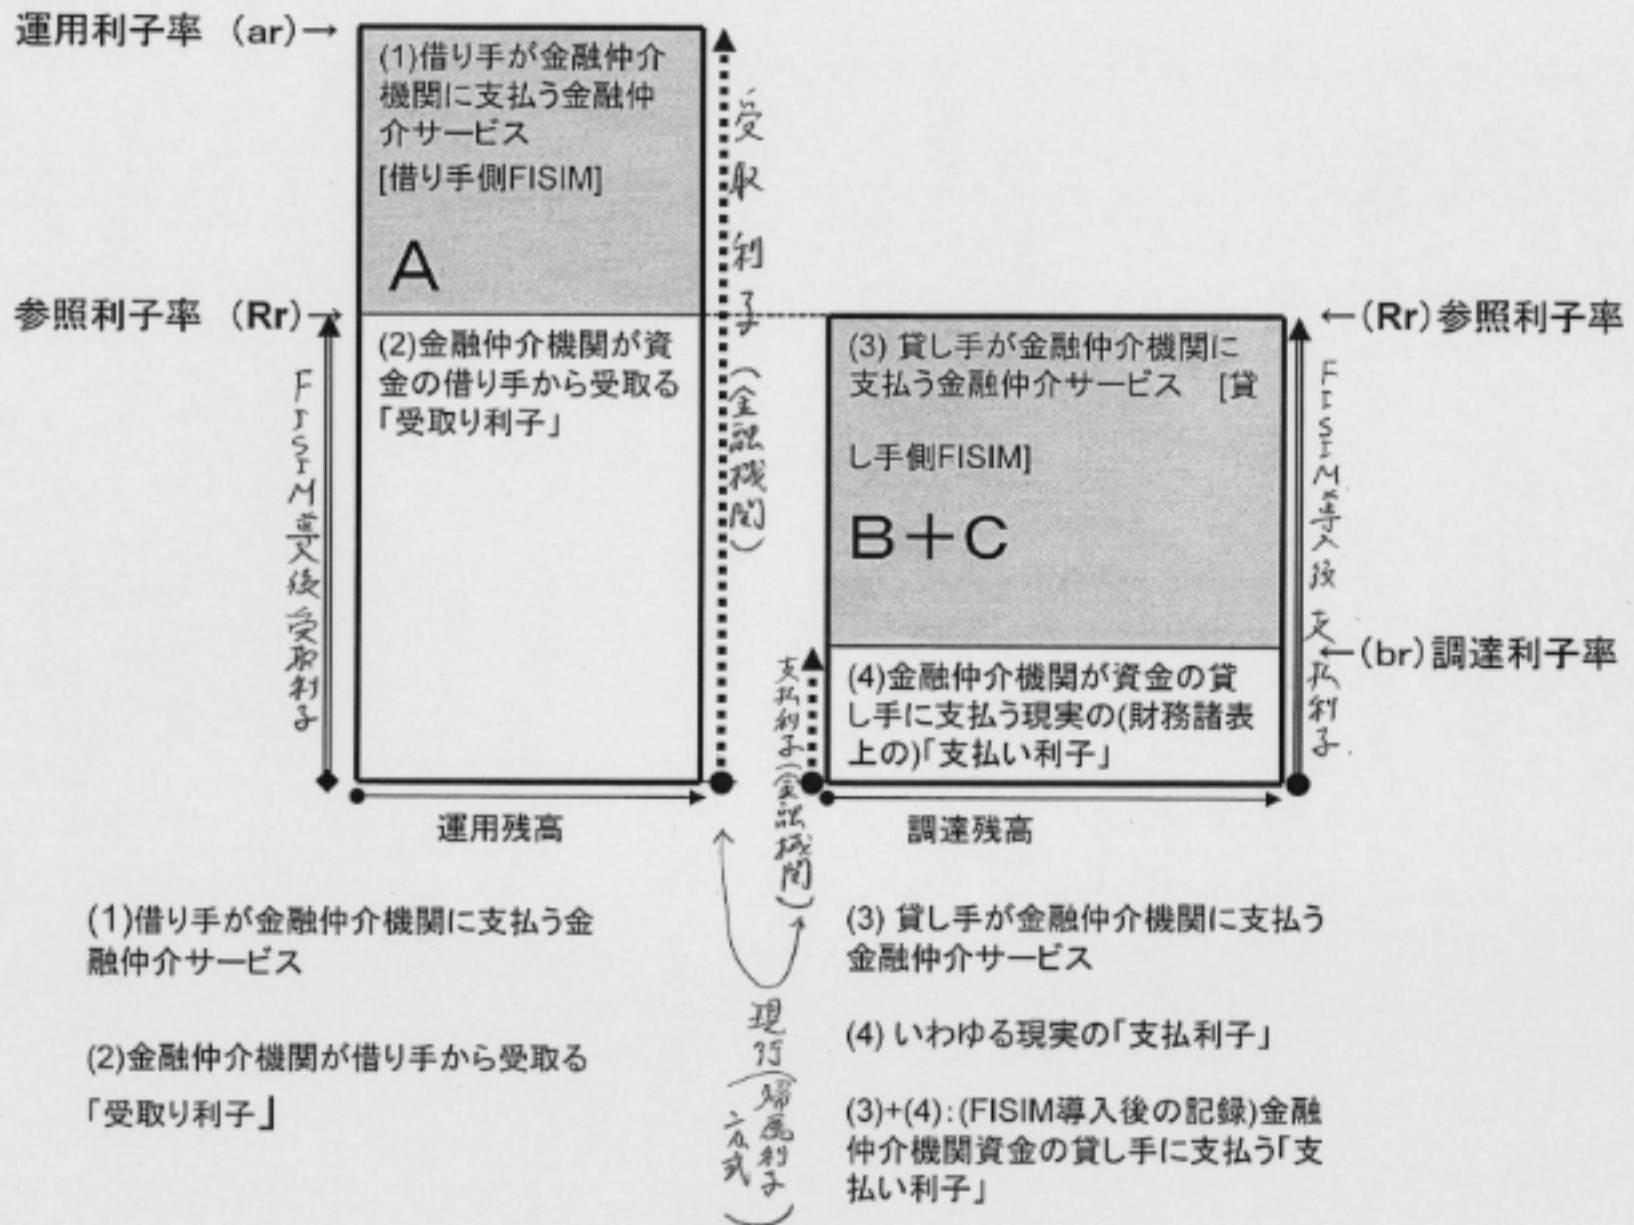 運用利子率 (ar)→
(1)借り手が金融仲介
機関に支払う金融仲
介サービス
[借り手側FISIM]
A
参照利子率 (Rr)→
(2)金融仲介機関が資
金の借り手から受取る
「受取り利子」
FISIM導入後受取利子
受取利子(金融機関)
運用残高
←(Rr)参照利子率
(3) 貸し手が金融仲介機関に
支払う金融仲介サービス [貸
し手側FISIM]
B+C
←(br)調達利子率
(4)金融仲介機関が資金の貸
し手に支払う現実の(財務諸表
上の)「支払い利子」
支払利子(金融機関)
FISIM導入後支払利子
調達残高
現行(帰属利子
方式)
(1)借り手が金融仲介機関に支払う金
融仲介サービス
(2)金融仲介機関が借り手から受取る
「受取り利子」
(3) 貸し手が金融仲介機関に支払う
金融仲介サービス
(4) いわゆる現実の「支払利子」
(3)+(4):(FISIM導入後の記録)金融
仲介機関資金の貸し手に支払う「支
払い利子」